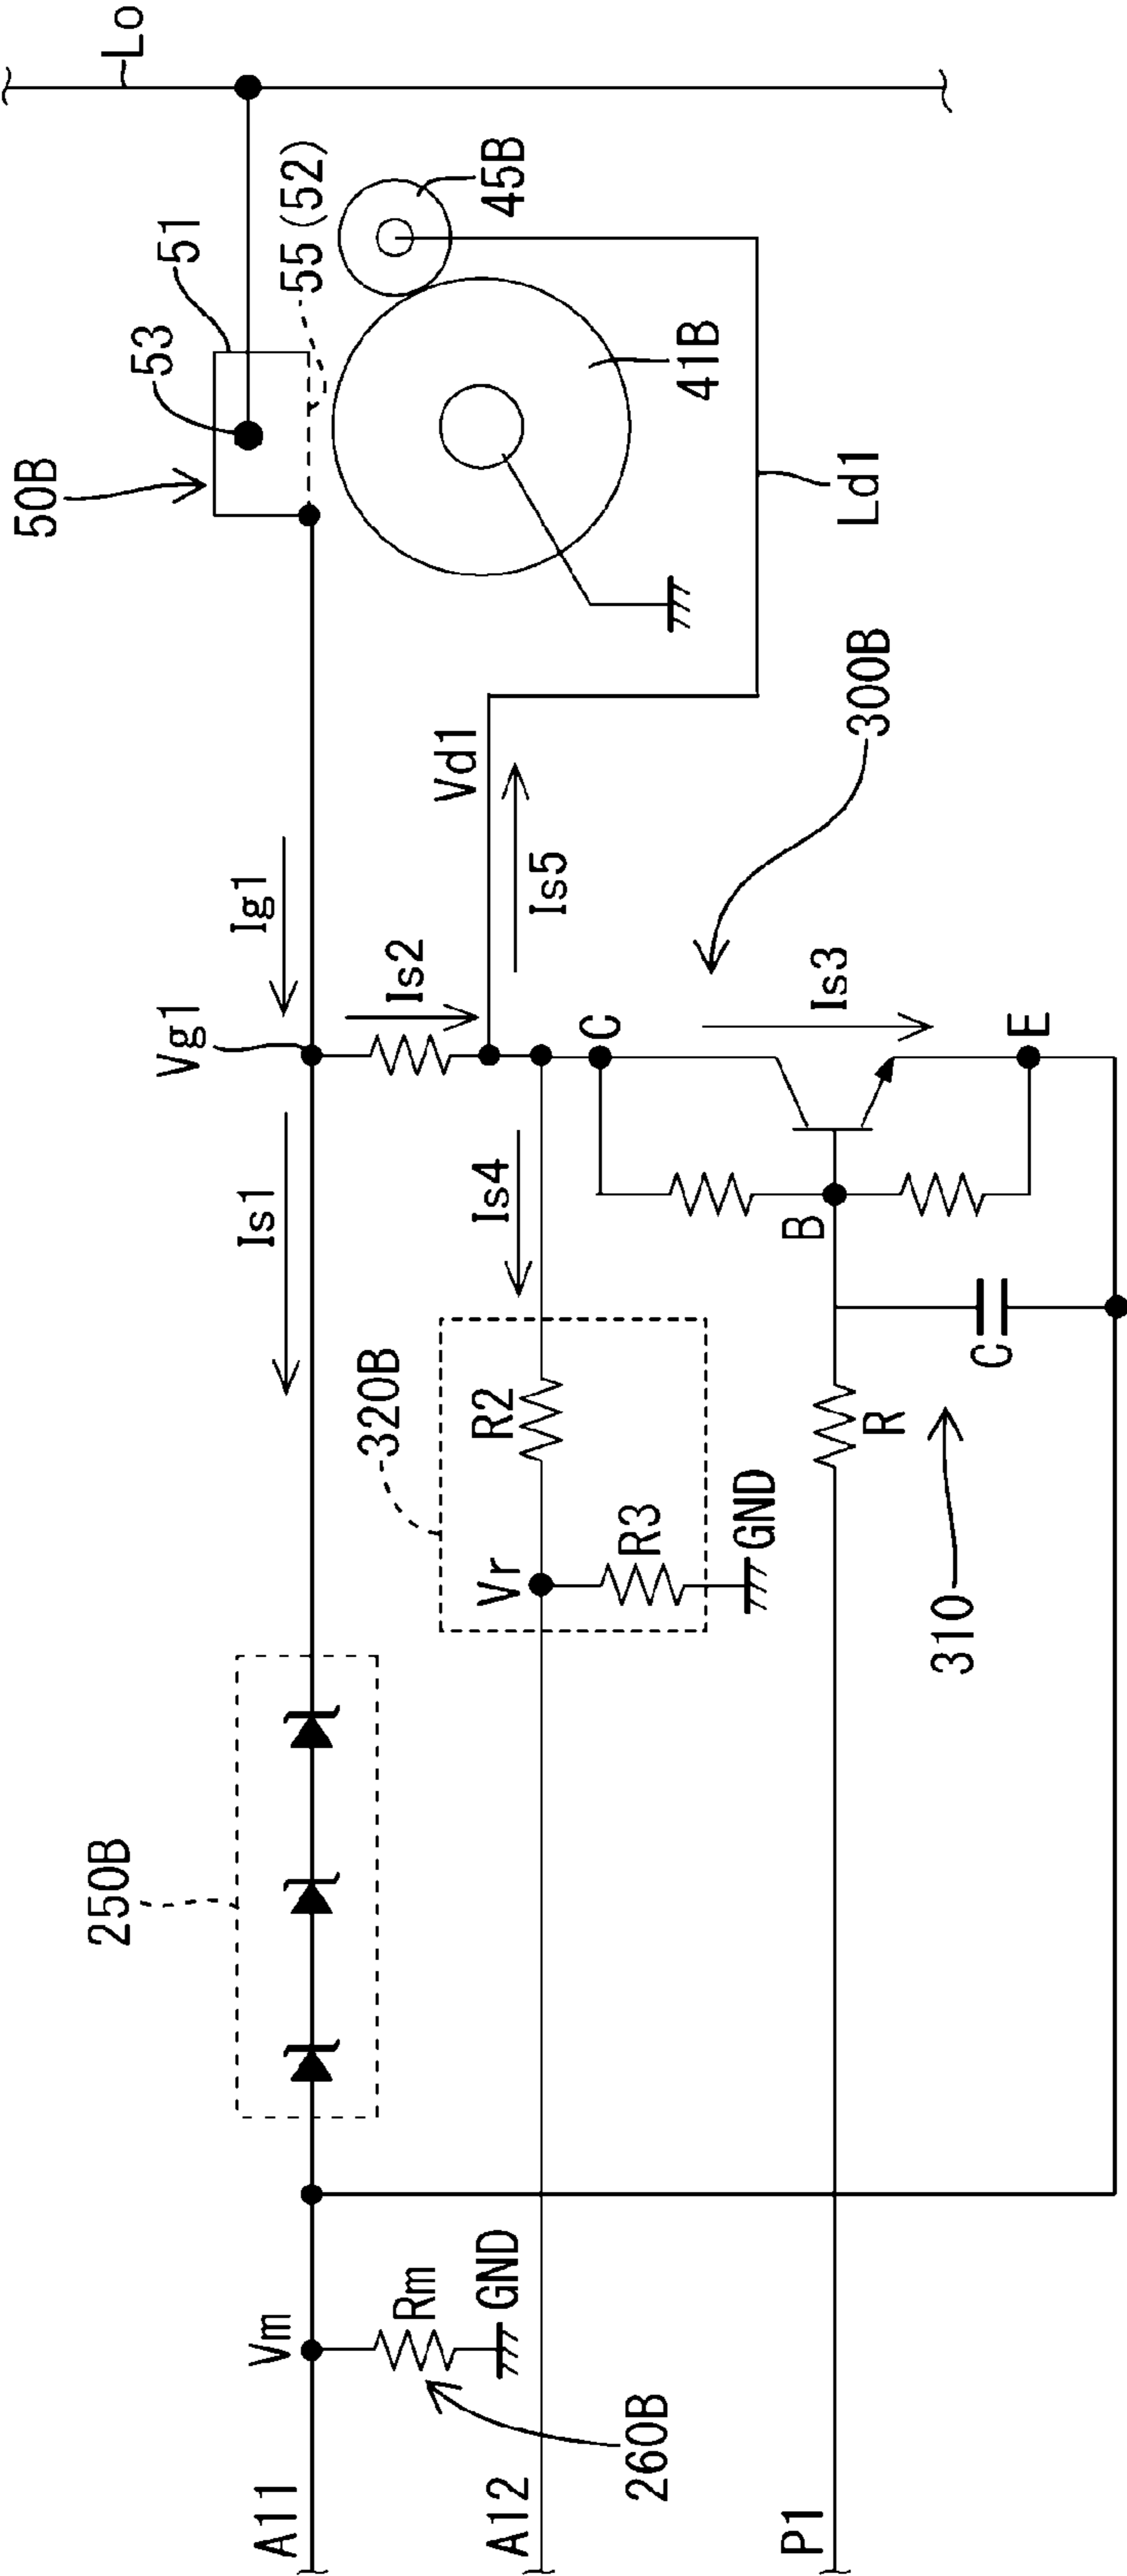 Lo
51
53
50B
55(52)
45B
41B
Ld1
Vg1
Ig1
Is1
Is2
Vd1
Is5
300B
Is4
C
Is3
E
B
320B
R2
Vr
R3
GND
R
C
310
250B
Vm
Rm
GND
260B
A11
A12
P1